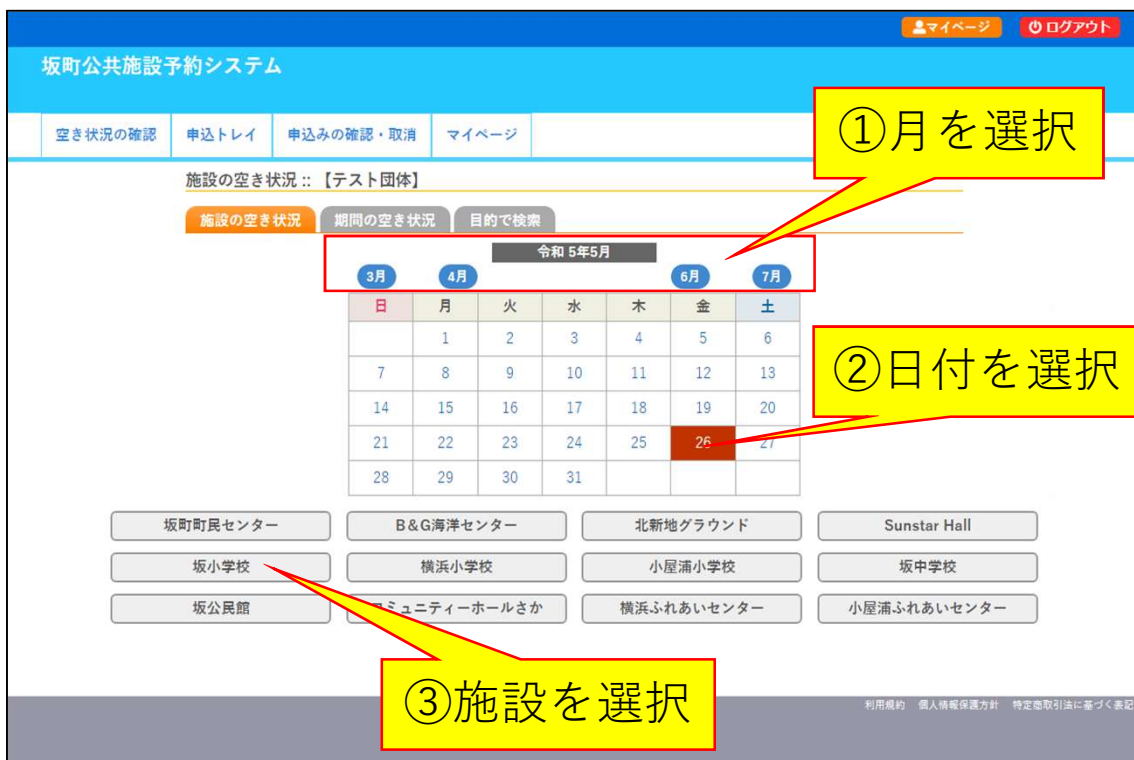 マイページ ログアウト
坂町公共施設予約システム
①月を選択
空き状況の確認 申込トレイ 申込みの確認・取消 マイページ
施設の空き状況 :: 【テスト団体】
施設の空き状況 期間の空き状況 目的で検索
令和 5年5月
3月 4月 6月 7月
日 月 火 水 木 金 土
1 2 3 4 5 6
②日付を選択
7 8 9 10 11 12 13
14 15 16 17 18 19 20
21 22 23 24 25 26 27
28 29 30 31
坂町町民センター B&G海洋センター 北新地グラウンド Sunstar Hall
坂小学校 横浜小学校 小屋浦小学校 坂中学校
坂公民館 コミュニティーホールさか 横浜ふれあいセンター 小屋浦ふれあいセンター
③施設を選択
利用規約 個人情報保護方針 特定商取引法に基づく表記